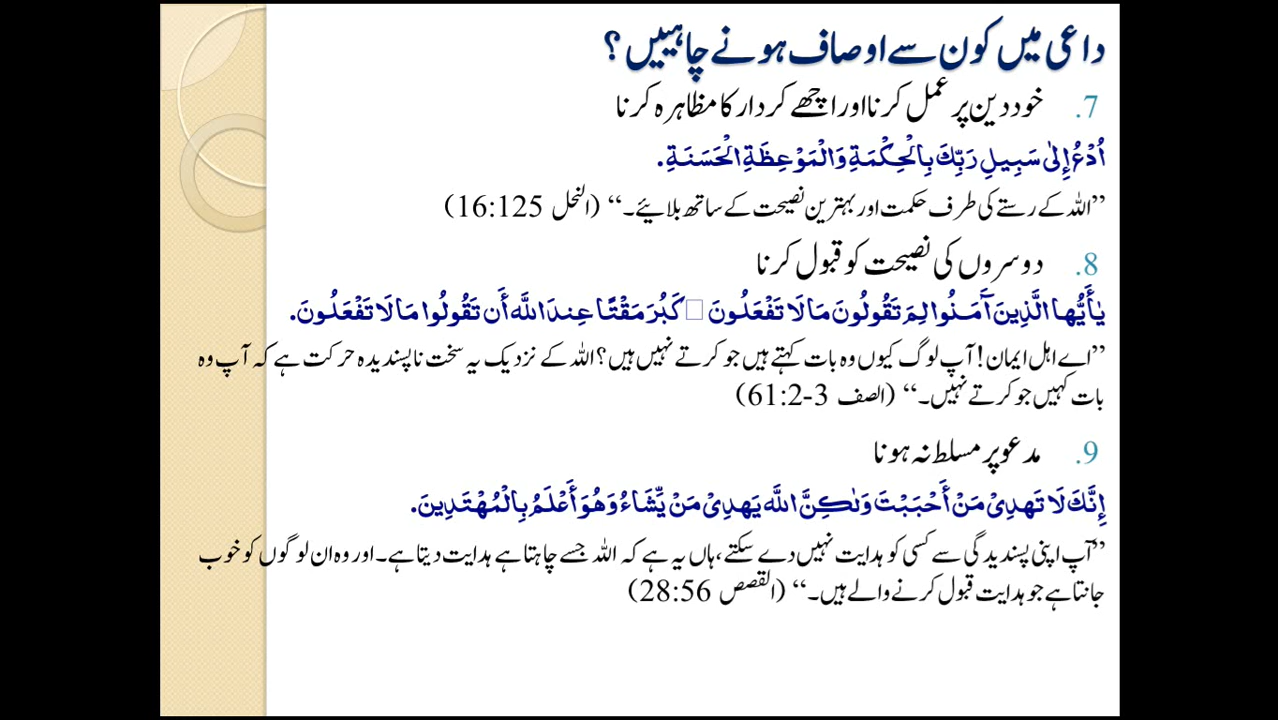 داعی میں کون سے اوصاف ہونے چاہییں؟
7. خود دین پر عمل کرنا اور اچھے کردار کا مظاہرہ کرنا
اُدْعُ إِلىٰ سَبِيلِ رَبِّكَ بِالْحِكْمَةِ وَالْمَوْعِظَةِ الْحَسَنَةِ.
’’اللہ کے رستے کی طرف حکمت اور بہترین نصیحت کے ساتھ بلائیے۔‘‘ (النحل 16:125)
8. دوسروں کی نصیحت کو قبول کرنا
يٰأَيُّها الَّذِينَ آَمَنُوا لِمَ تَقُولُونَ مَا لَا تَفْعَلُونَ كَبُرَ مَقْتًا عِندَ اللَّه أَن تَقُولُوا مَا لَا تَفْعَلُونَ.
’’اے اہل ایمان! آپ لوگ کیوں وہ بات کہتے ہیں جو کرتے نہیں ہیں؟ اللہ کے نزدیک یہ سخت ناپسندیدہ حرکت ہے کہ آپ وہ
بات کہیں جو کرتے نہیں۔‘‘ (الصف 61:2-3)
9. مدعو پر مسلط نہ ہونا
إِنَّكَ لَا تَهدِىْ مَنْ أَحْبَبْتَ وَلٰكِنَّ اللَّه يَهدِىْ مَنْ يِّشَاءُ وَهُوَ أَعْلَمُ بِالْمُهْتَدِينَ.
’’آپ اپنی پسندیدگی سے کسی کو ہدایت نہیں دے سکتے، ہاں یہ ہے کہ اللہ جسے چاہتا ہے ہدایت دیتا ہے۔ اور وہ ان لوگوں کو خوب
جانتا ہے جو ہدایت قبول کرنے والے ہیں۔‘‘ (القصص 28:56)